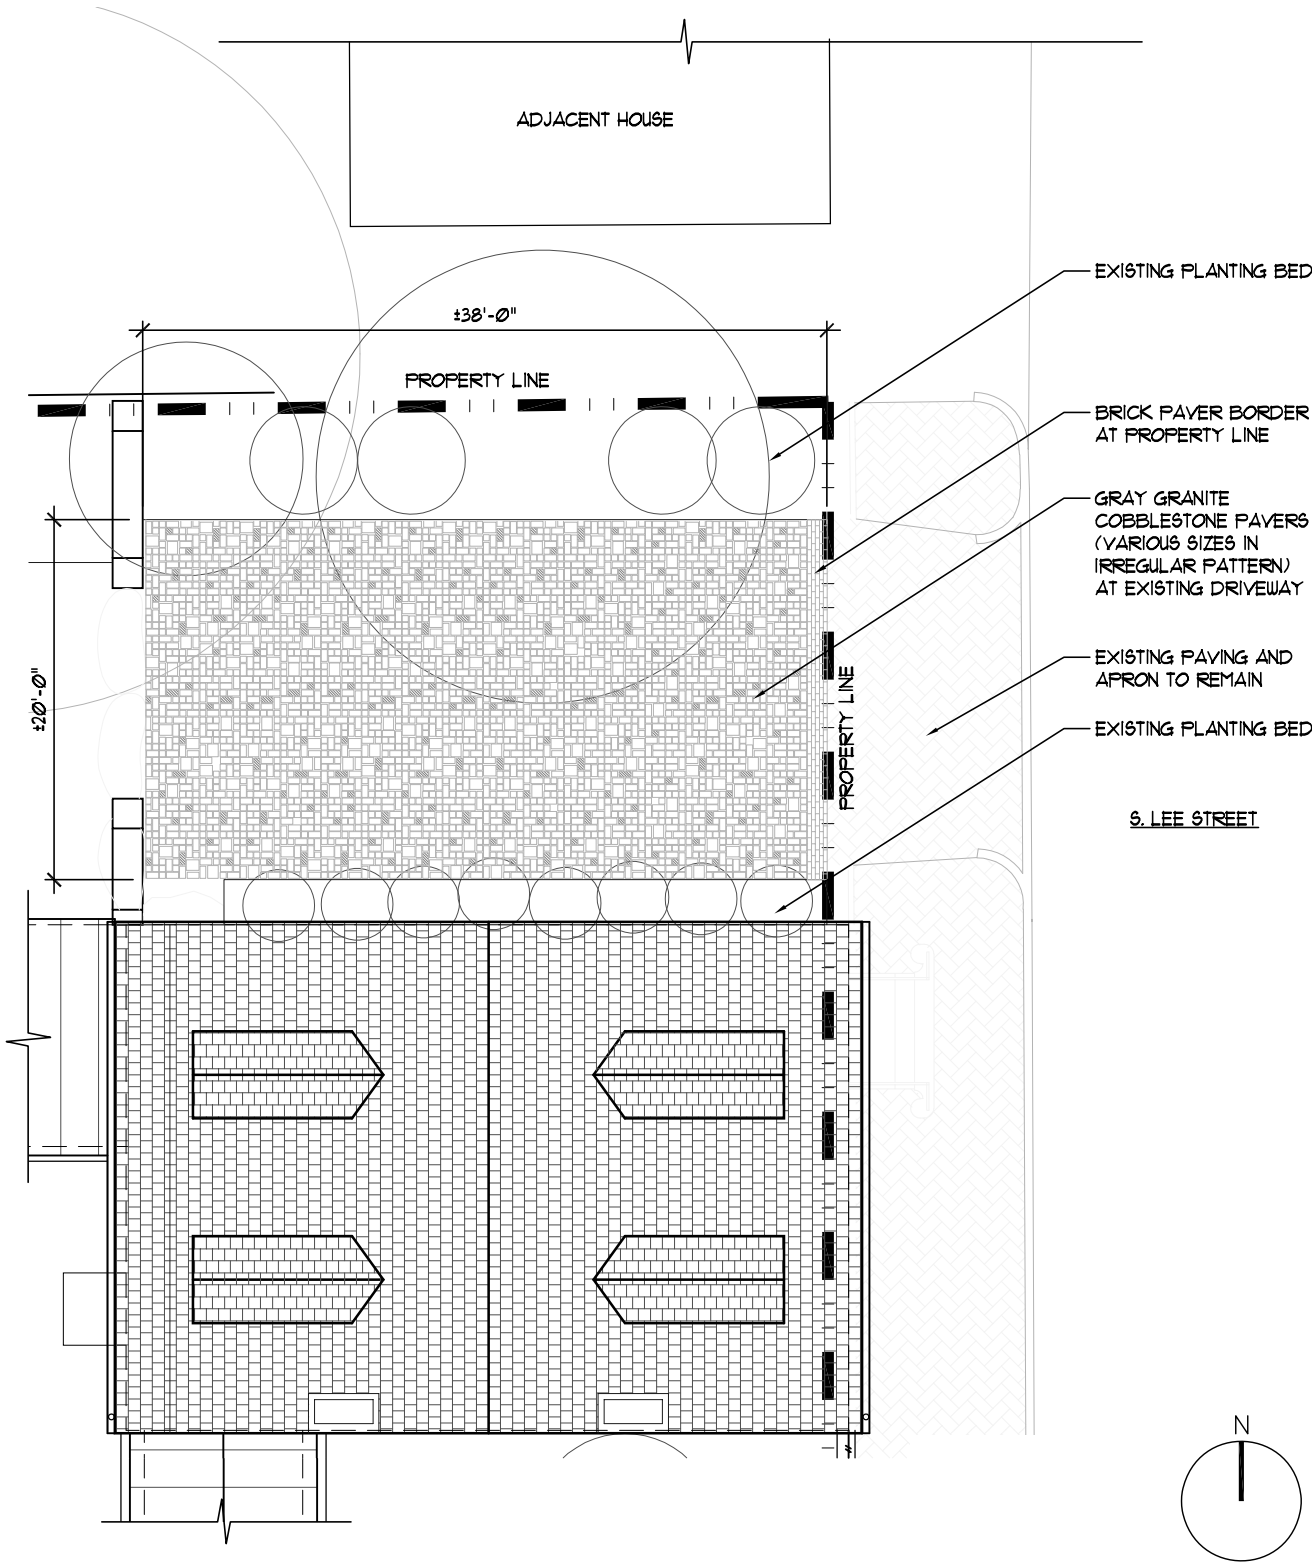 ADJACENT HOUSE
EXISTING PLANTING BED
±38'-0"
PROPERTY LINE
BRICK PAVER BORDER
AT PROPERTY LINE
GRAY GRANITE
COBBLESTONE PAVERS
(VARIOUS SIZES IN
IRREGULAR PATTERN)
AT EXISTING DRIVEWAY
EXISTING PAVING AND
APRON TO REMAIN
±20'-0"
PROPERTY LINE
EXISTING PLANTING BED
S. LEE STREET
N